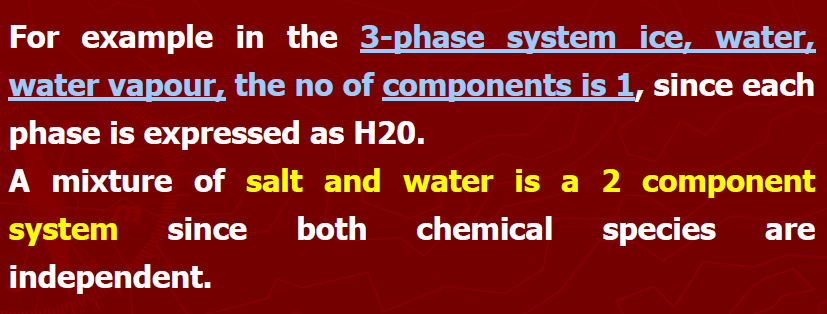 For example in the 3-phase system ice, water,
water vapour, the no of components is 1, since each
phase is expressed as H20.
A mixture of salt and water is a 2 component
system since both chemical species are
independent.